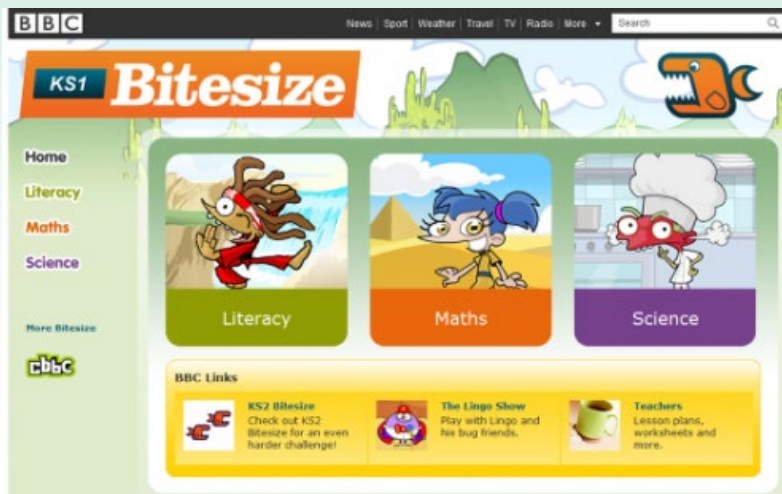 BBC
News Sport Weather Travel TV Radio More Search
KS1 Bitesize
Home
Literacy
Maths
Science
More Bitesize
cbbc
Literacy
Maths
Science
BBC Links
KS2 Bitesize
Check out KS2
Bitesize for an even
harder challenge!
The Lingo Show
Play with Lingo and
his bug friends.
Teachers
Lesson plans,
worksheets and
more.